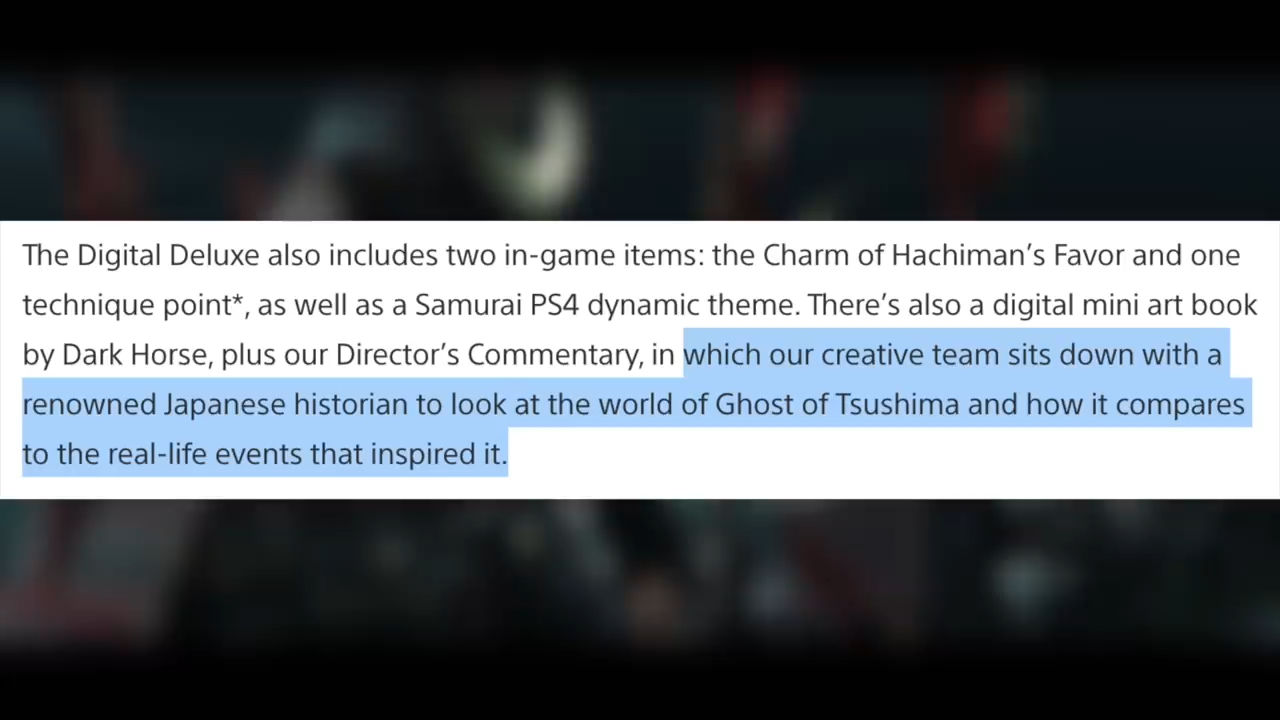 The Digital Deluxe also includes two in-game items: the Charm of Hachiman’s Favor and one
technique point*, as well as a Samurai PS4 dynamic theme. There’s also a digital mini art book
by Dark Horse, plus our Director’s Commentary, in which our creative team sits down with a
renowned Japanese historian to look at the world of Ghost of Tsushima and how it compares
to the real-life events that inspired it.